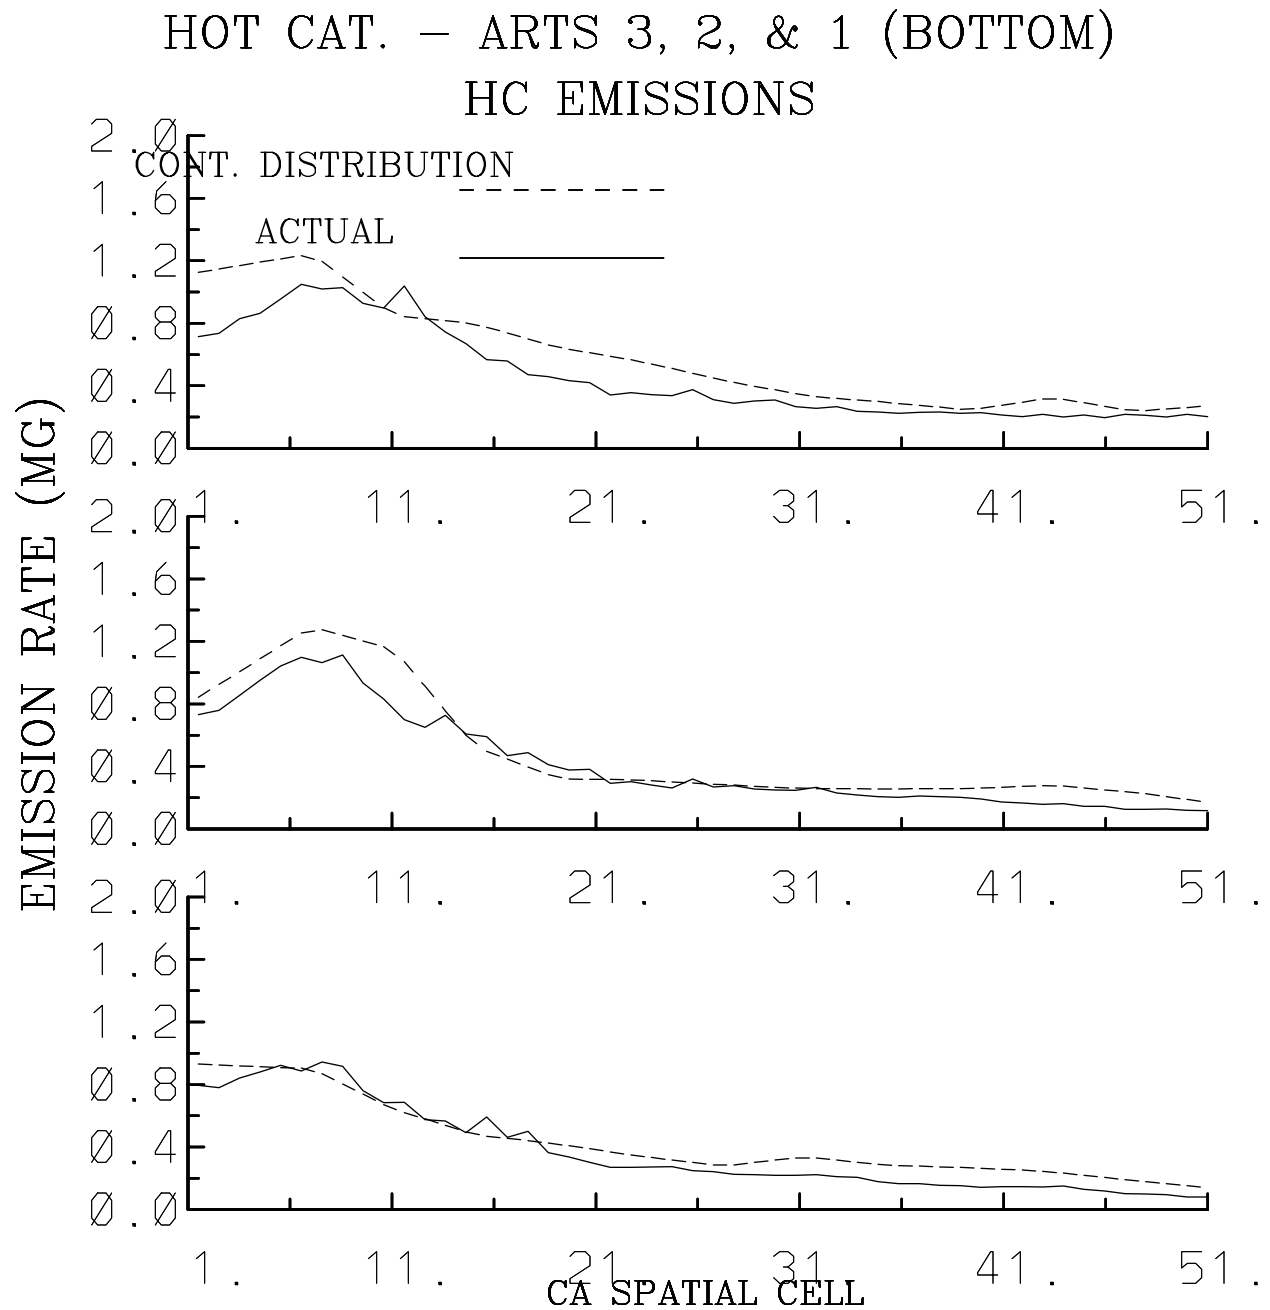 HOT CAT. – ARTS 3, 2, & 1 (BOTTOM)
HC EMISSIONS
EMISSION RATE (MG)
2.0
CONT. DISTRIBUTION
1.6
ACTUAL
1.2
0.8
0.4
0.0
1. 11. 21. 31. 41. 51.
2.0
1.6
1.2
0.8
0.4
0.0
1. 11. 21. 31. 41. 51.
2.0
1.6
1.2
0.8
0.4
0.0
1. 11. 21. 31. 41. 51.
CA SPATIAL CELL